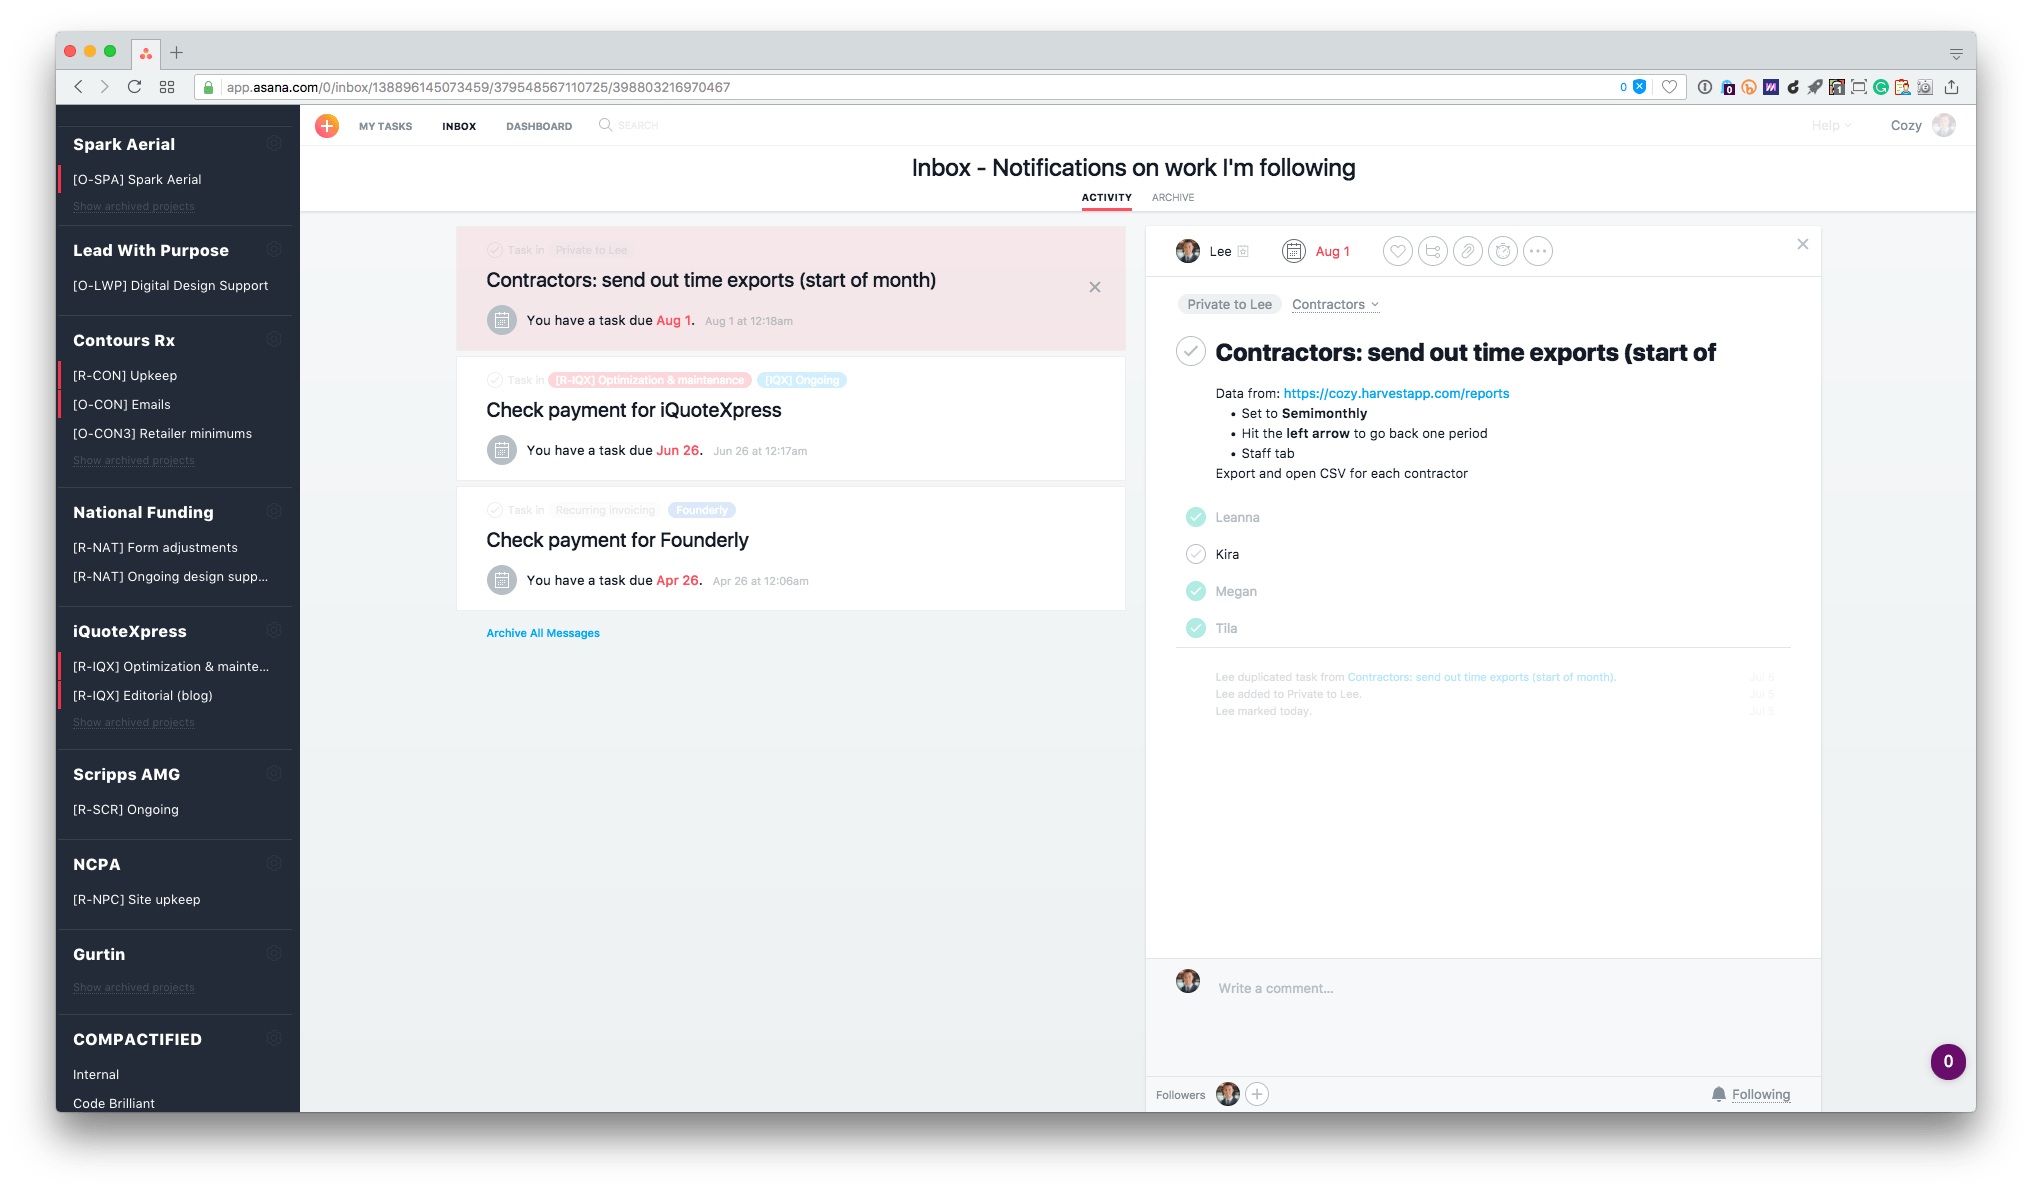 app.asana.com/0/inbox/138896145073459/379548567110725/398803216970467
0
Spark Aerial
[O-SPA] Spark Aerial
Show archived projects
Lead With Purpose
[O-LWP] Digital Design Support
Contours Rx
[R-CON] Upkeep
[O-CON] Emails
[O-CON3] Retailer minimums
Show archived projects
National Funding
[R-NAT] Form adjustments
[R-NAT] Ongoing design supp...
iQuoteXpress
[R-IQX] Optimization & mainte...
[R-IQX] Editorial (blog)
Show archived projects
Scripps AMG
[R-SCR] Ongoing
NCPA
[R-NPC] Site upkeep
Gurtin
Show archived projects
COMPACTIFIED
Internal
Code Brilliant
MY TASKS INBOX DASHBOARD SEARCH
Help
Cozy
Inbox - Notifications on work I'm following
ACTIVITY ARCHIVE
Task in Private to Lee
Contractors: send out time exports (start of month)
You have a task due Aug 1. Aug 1 at 12:18am
Task in [R-IQX] Optimization & maintenance [IQX] Ongoing
Check payment for iQuoteXpress
You have a task due Jun 26. Jun 26 at 12:17am
Task in Recurring invoicing Founderly
Check payment for Founderly
You have a task due Apr 26. Apr 26 at 12:06am
Archive All Messages
Lee Aug 1
Private to Lee Contractors
Contractors: send out time exports (start of
Data from: https://cozy.harvestapp.com/reports
• Set to Semimonthly
• Hit the left arrow to go back one period
• Staff tab
Export and open CSV for each contractor
Leanna
Kira
Megan
Tila
Lee duplicated task from Contractors: send out time exports (start of month). Jul 5
Lee added to Private to Lee. Jul 5
Lee marked today. Jul 5
Write a comment...
Followers
Following
0